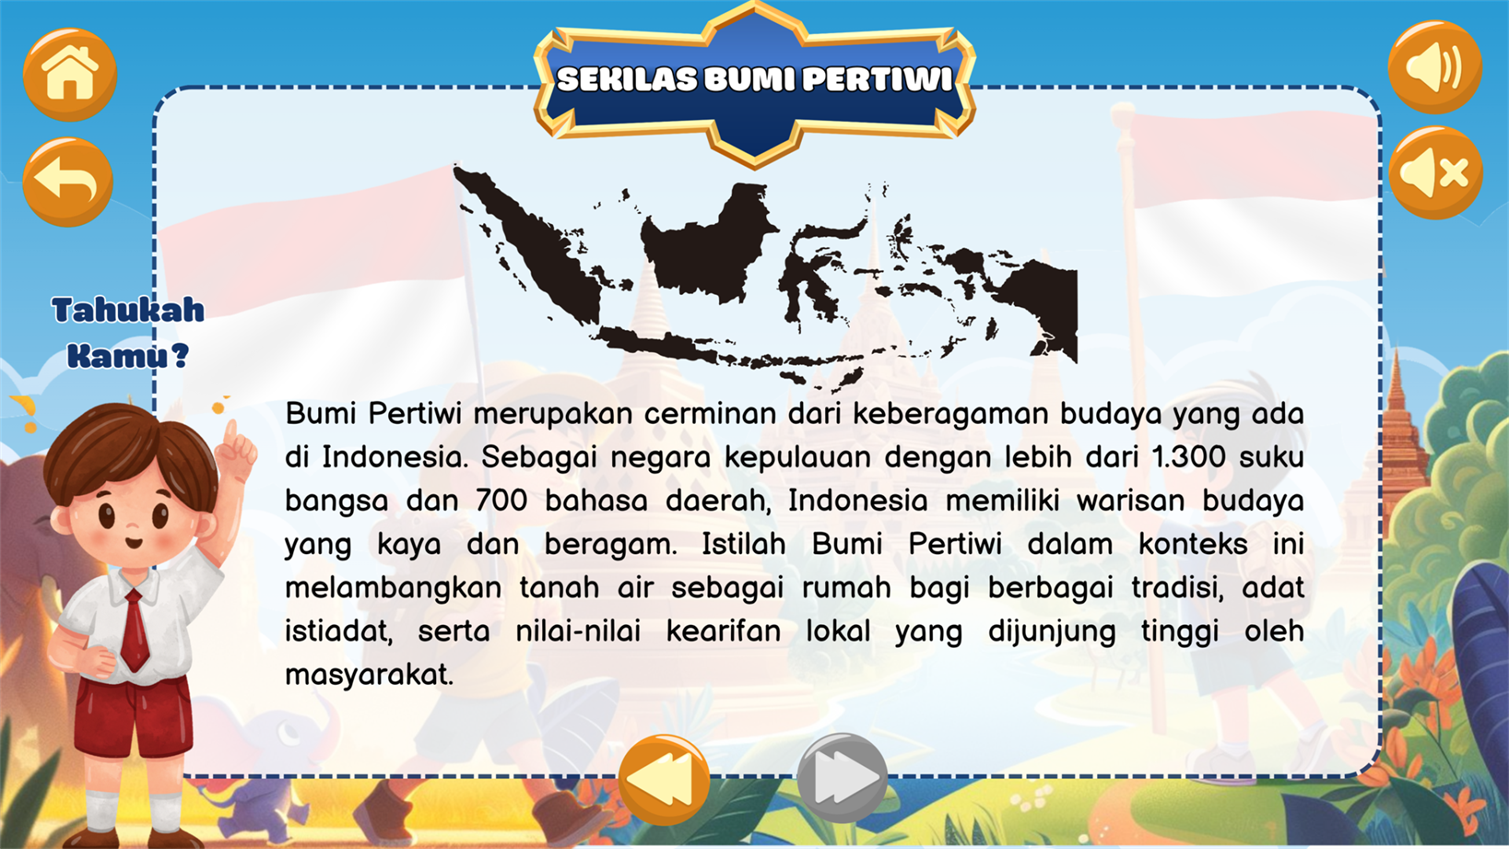 SEKILAS BUMI PERTIWI
Tahukah
Kamu?
Bumi Pertiwi merupakan cerminan dari keberagaman budaya yang ada
di Indonesia. Sebagai negara kepulauan dengan lebih dari 1.300 suku
bangsa dan 700 bahasa daerah, Indonesia memiliki warisan budaya
yang kaya dan beragam. Istilah Bumi Pertiwi dalam konteks ini
melambangkan tanah air sebagai rumah bagi berbagai tradisi, adat
istiadat, serta nilai-nilai kearifan lokal yang dijunjung tinggi oleh
masyarakat.